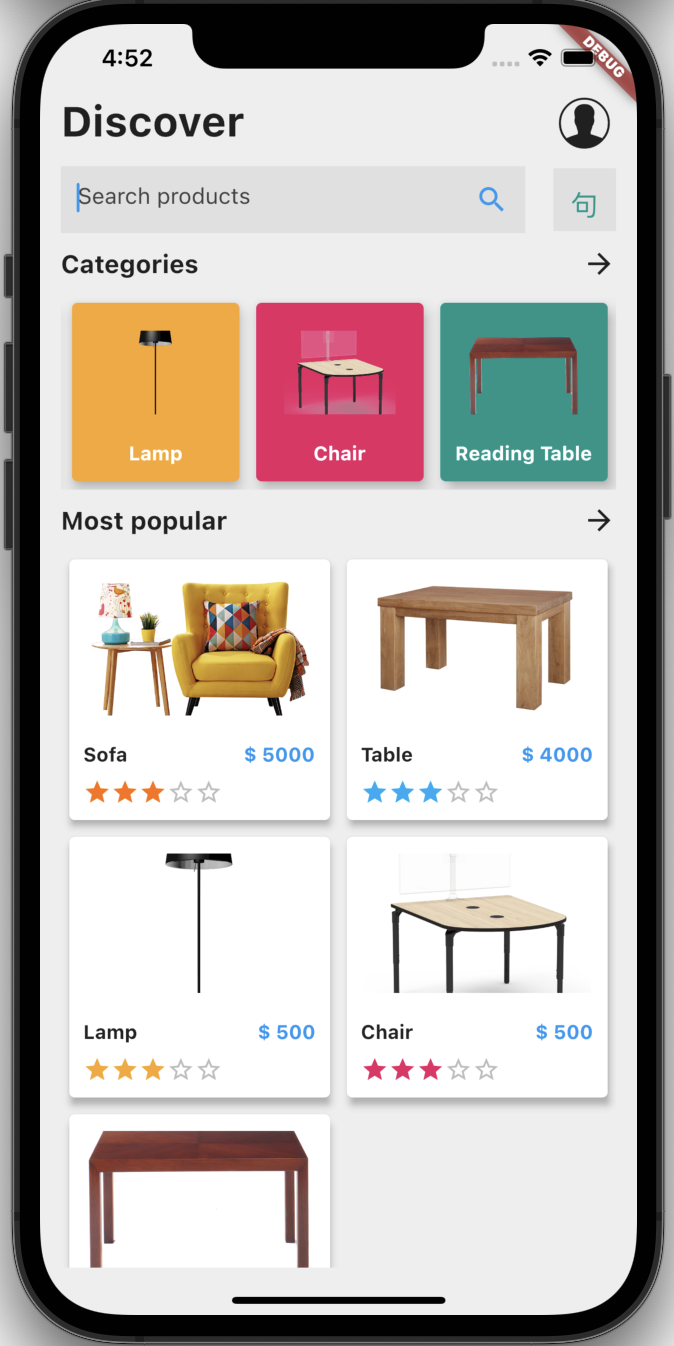 4:52
DEBUG
Discover
Search products
句
Categories
Lamp
Chair
Reading Table
Most popular
Sofa
$ 5000
Table
$ 4000
Lamp
$ 500
Chair
$ 500